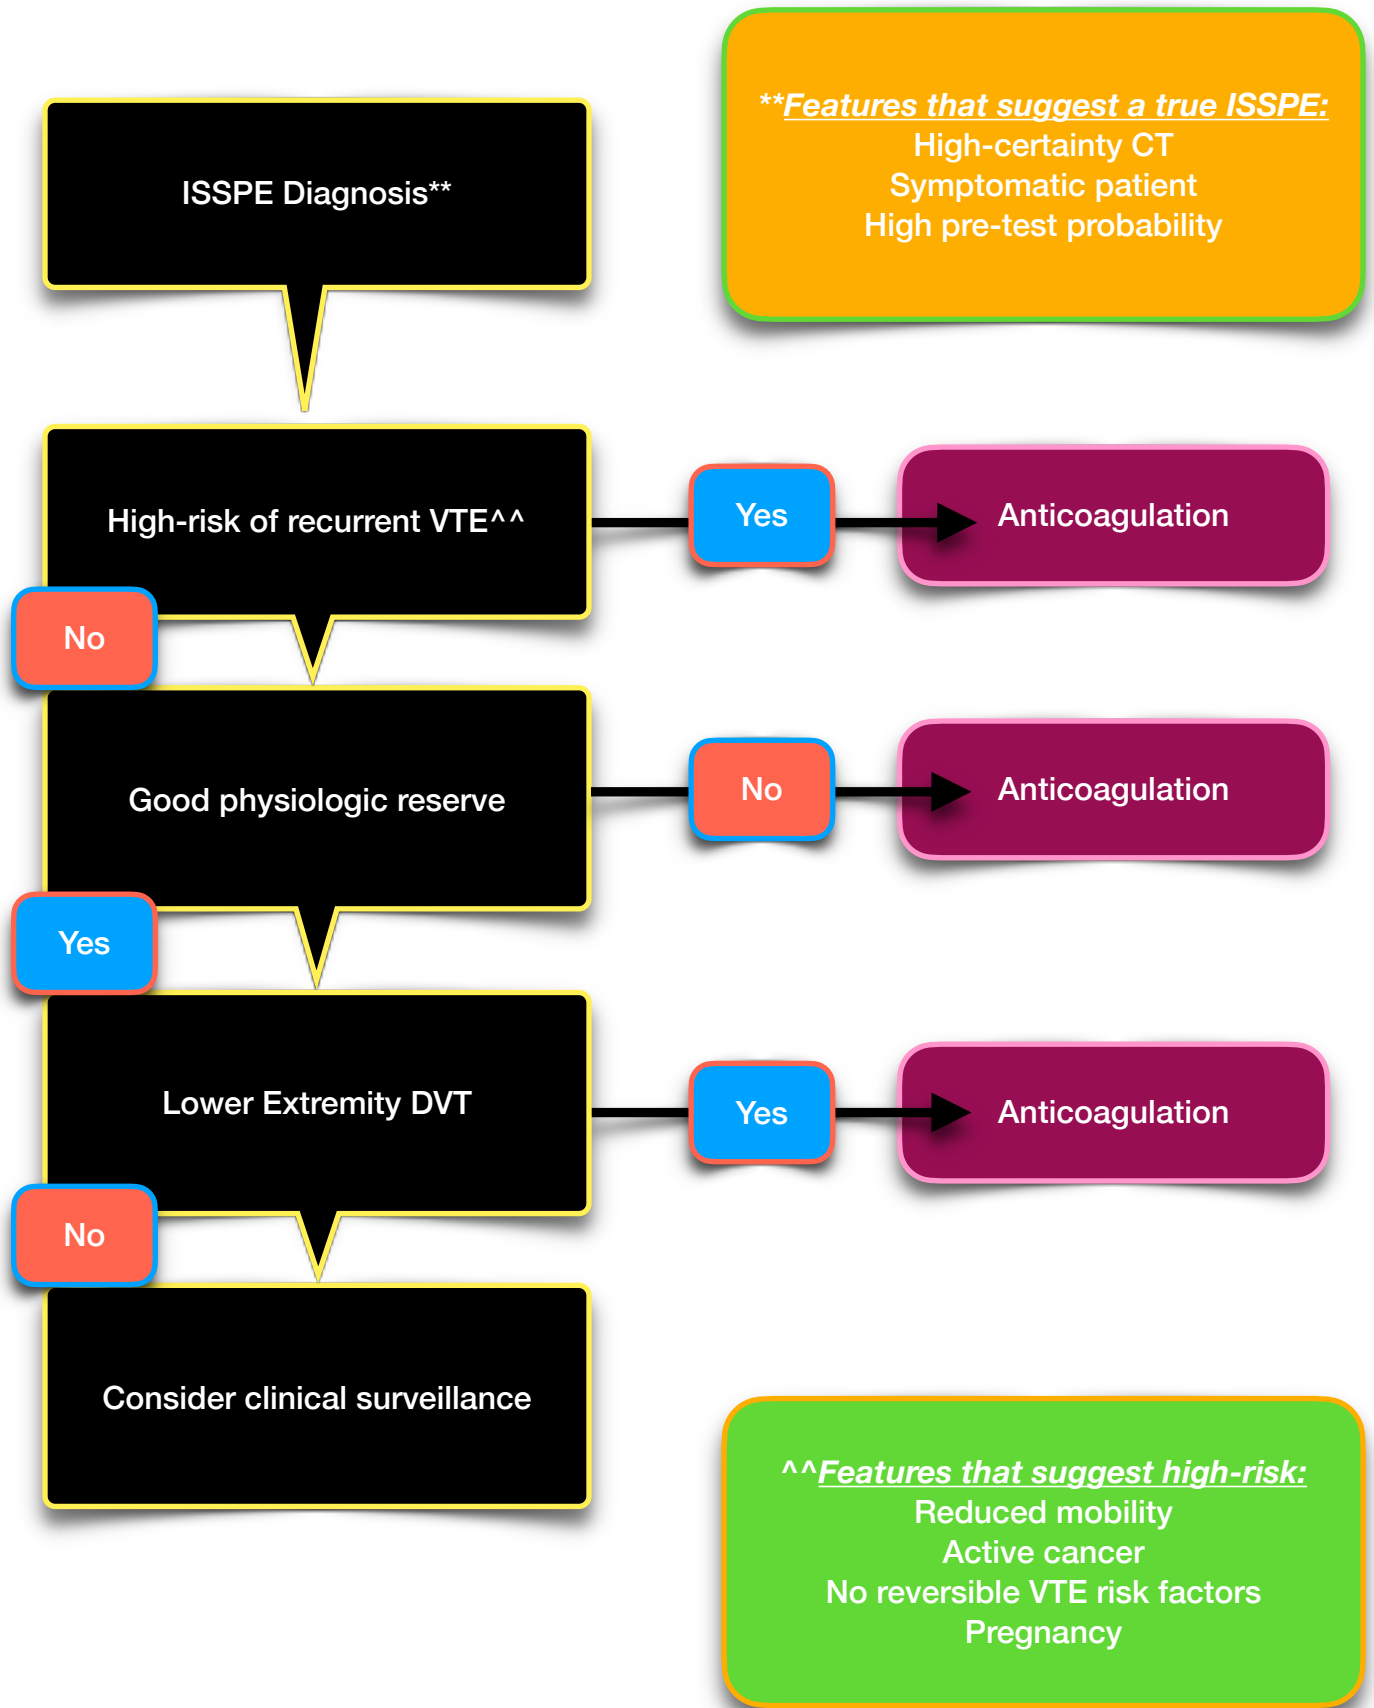 **Features that suggest a true ISSPE:
High-certainty CT
Symptomatic patient
High pre-test probability
ISSPE Diagnosis**
High-risk of recurrent VTE^^
Yes
Anticoagulation
No
Good physiologic reserve
No
Anticoagulation
Yes
Lower Extremity DVT
Yes
Anticoagulation
No
Consider clinical surveillance
^^Features that suggest high-risk:
Reduced mobility
Active cancer
No reversible VTE risk factors
Pregnancy